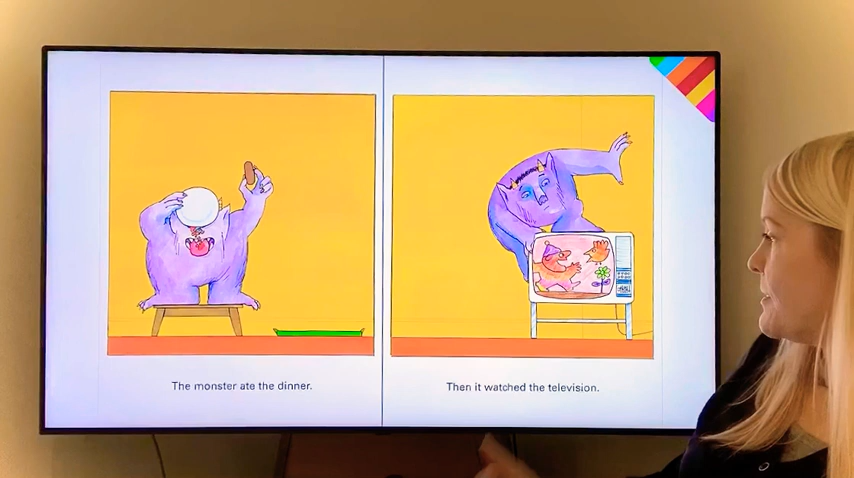 The monster ate the dinner.
Then it watched the television.